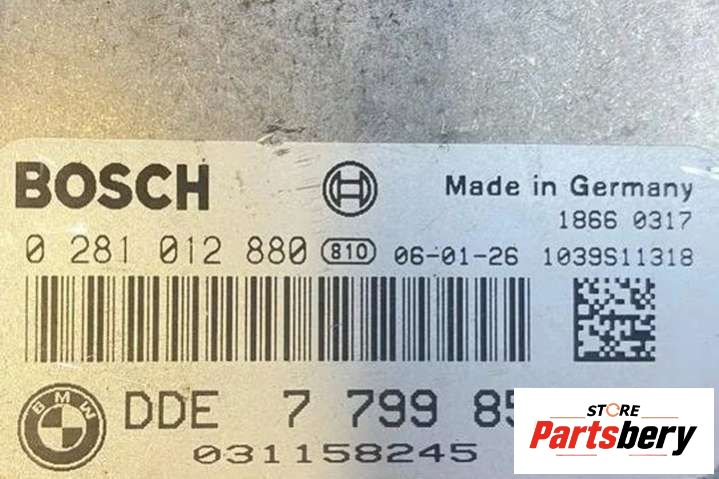 BOSCH
Made in Germany
1866 0317
0 281 012 880 810 06-01-26 1039S11318
BMW
DDE 7 799 85
031158245
STORE
Partsbery